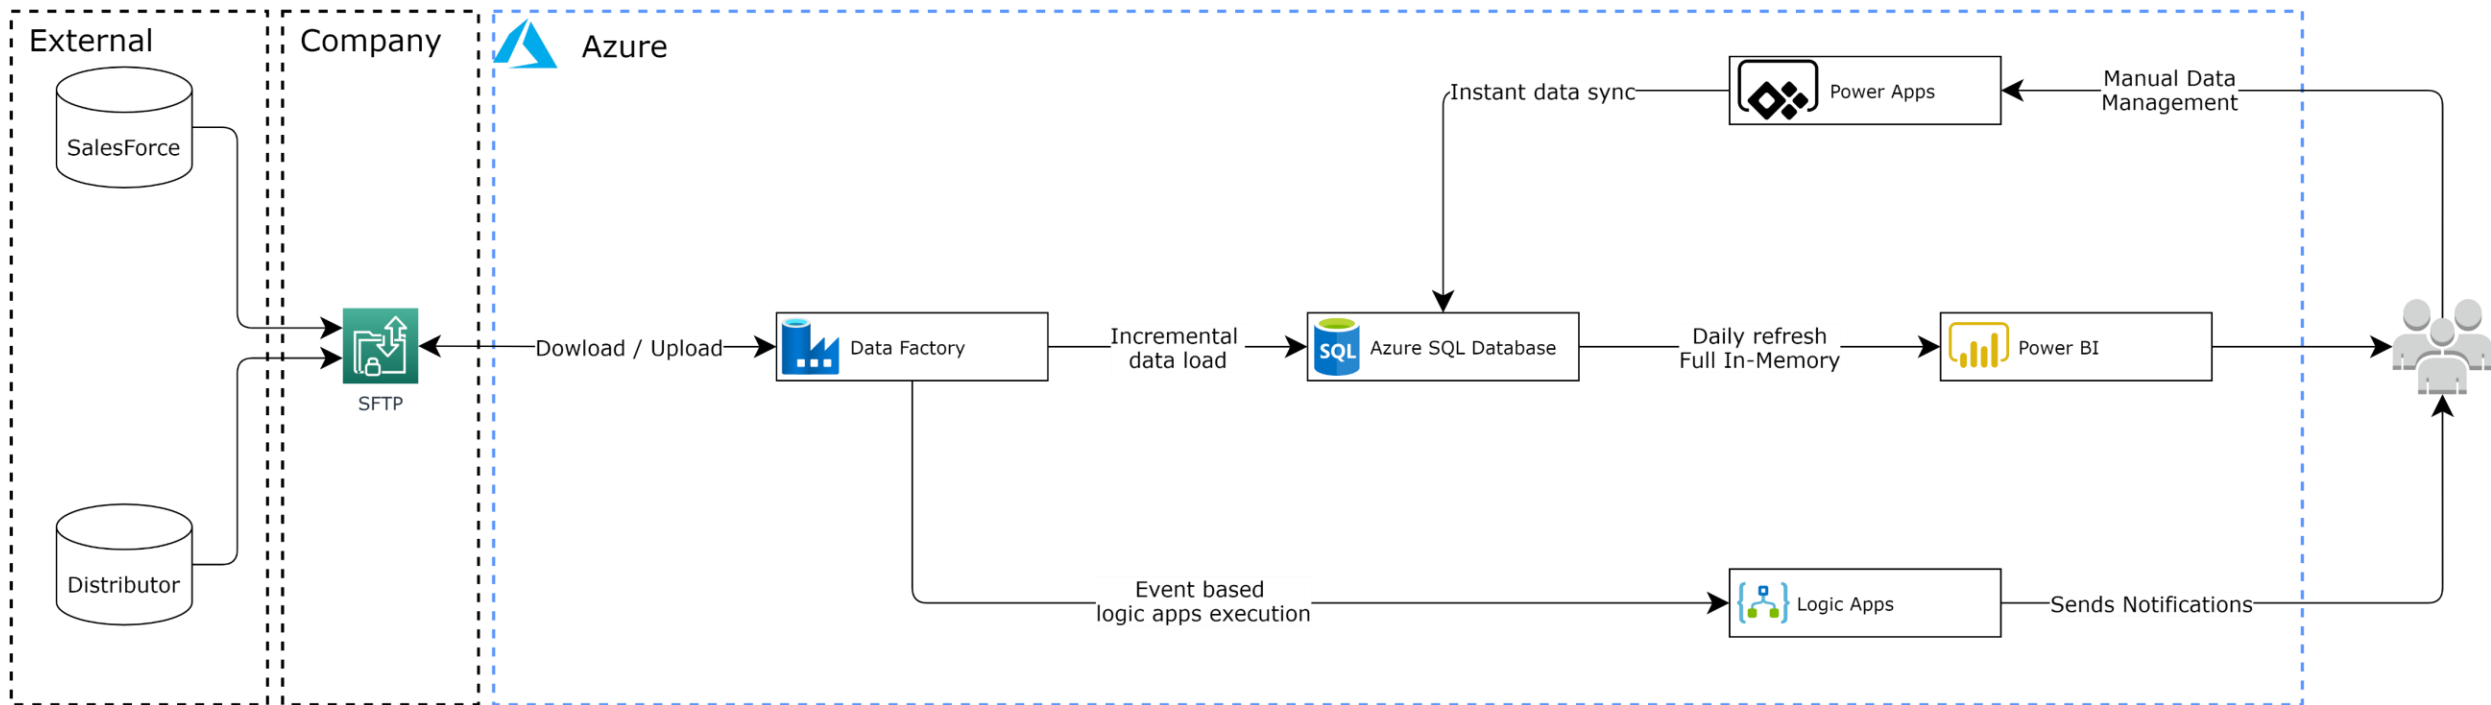 External
Company
Azure
SalesForce
Instant data sync
Power Apps
Manual Data
Management
SFTP
Dowload / Upload
Data Factory
Incremental
data load
SQL
Azure SQL Database
Daily refresh
Full In-Memory
Power BI
Distributor
Event based
logic apps execution
Logic Apps
Sends Notifications